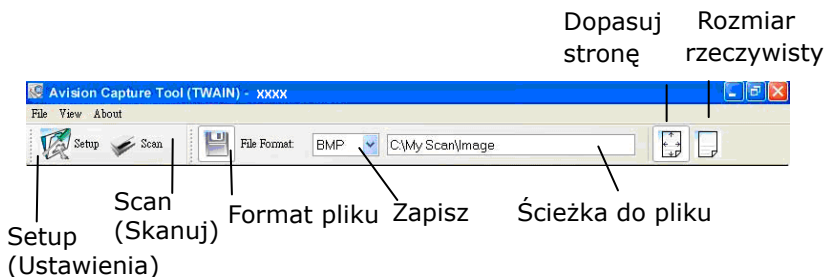 Dopasuj
stronę
Rozmiar
rzeczywisty
Avision Capture Tool (TWAIN) - xxxx
File View About
Setup Scan File Format: BMP C:\My Scan\Image
Scan
(Skanuj)
Format pliku
Zapisz
Ścieżka do pliku
Setup
(Ustawienia)